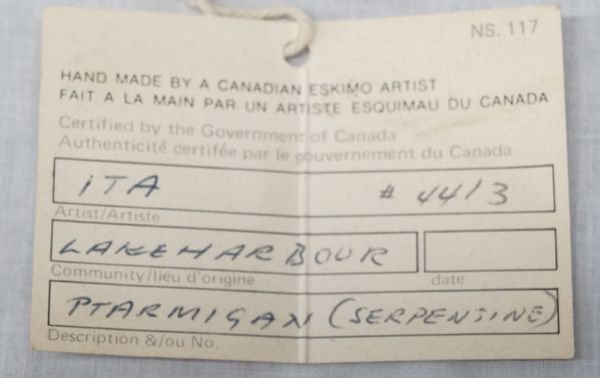 NS. 117
HAND MADE BY A CANADIAN ESKIMO ARTIST
FAIT A LA MAIN PAR UN ARTISTE ESQUIMAU DU CANADA
Certified by the Government of Canada
Authenticité certifée par le gouvernement du Canada
ITA # 4413
Artist/Artiste
LAKEHARBOUR
Community/lieu d'origine date
PTARMIGAN (SERPENTINE)
Description &/ou No.